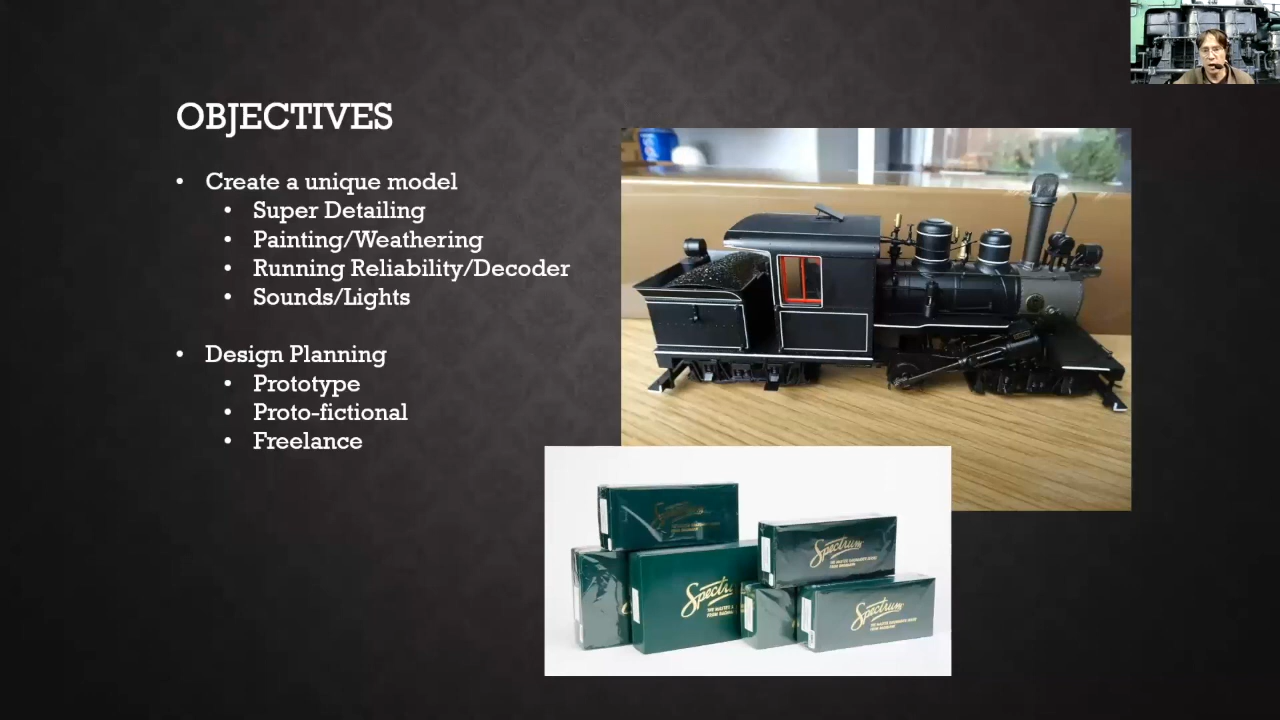 OBJECTIVES
• Create a unique model
• Super Detailing
• Painting/Weathering
• Running Reliability/Decoder
• Sounds/Lights
• Design Planning
• Prototype
• Proto-fictional
• Freelance
Spectrum
Spectrum
Spectrum
Spectrum